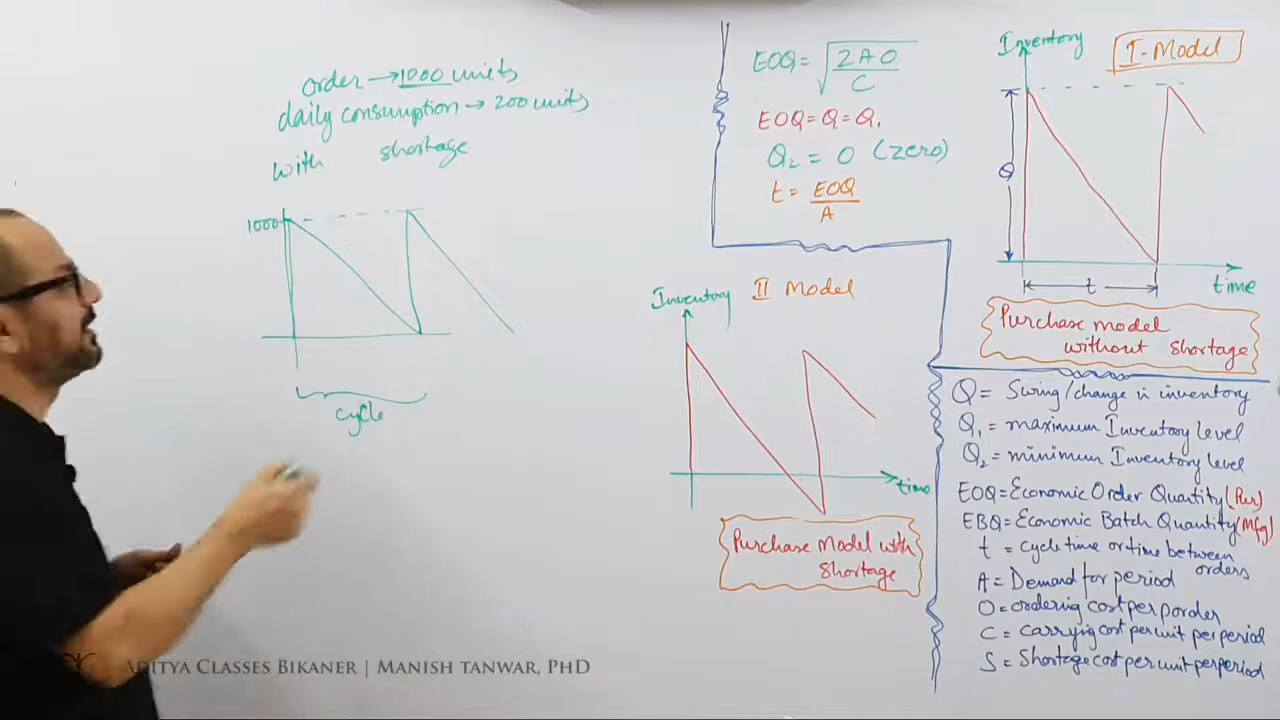 order → 1000 units
daily consumption → 200 units
with shortage
1000
cycle
EOQ = √2AO/C
EOQ = Q = Q₁
Q₂ = 0 (zero)
t = EOQ/A
Inventory
I-Model
Q
t
time
Purchase model
without shortage
Inventory II Model
time
Purchase Model with
Shortage
Q = Swing/change in inventory
Q₁ = maximum Inventory level
Q₂ = minimum Inventory level
EOQ = Economic Order Quantity (Pur)
EBQ = Economic Batch Quantity (Mfg)
t = cycle time or time between
orders
A = Demand for period
O = ordering cost per porder
C = carrying cost per unit per period
S = Shortage cost per unit per period
ADITYA CLASSES BIKANER | MANISH TANWAR, PHD